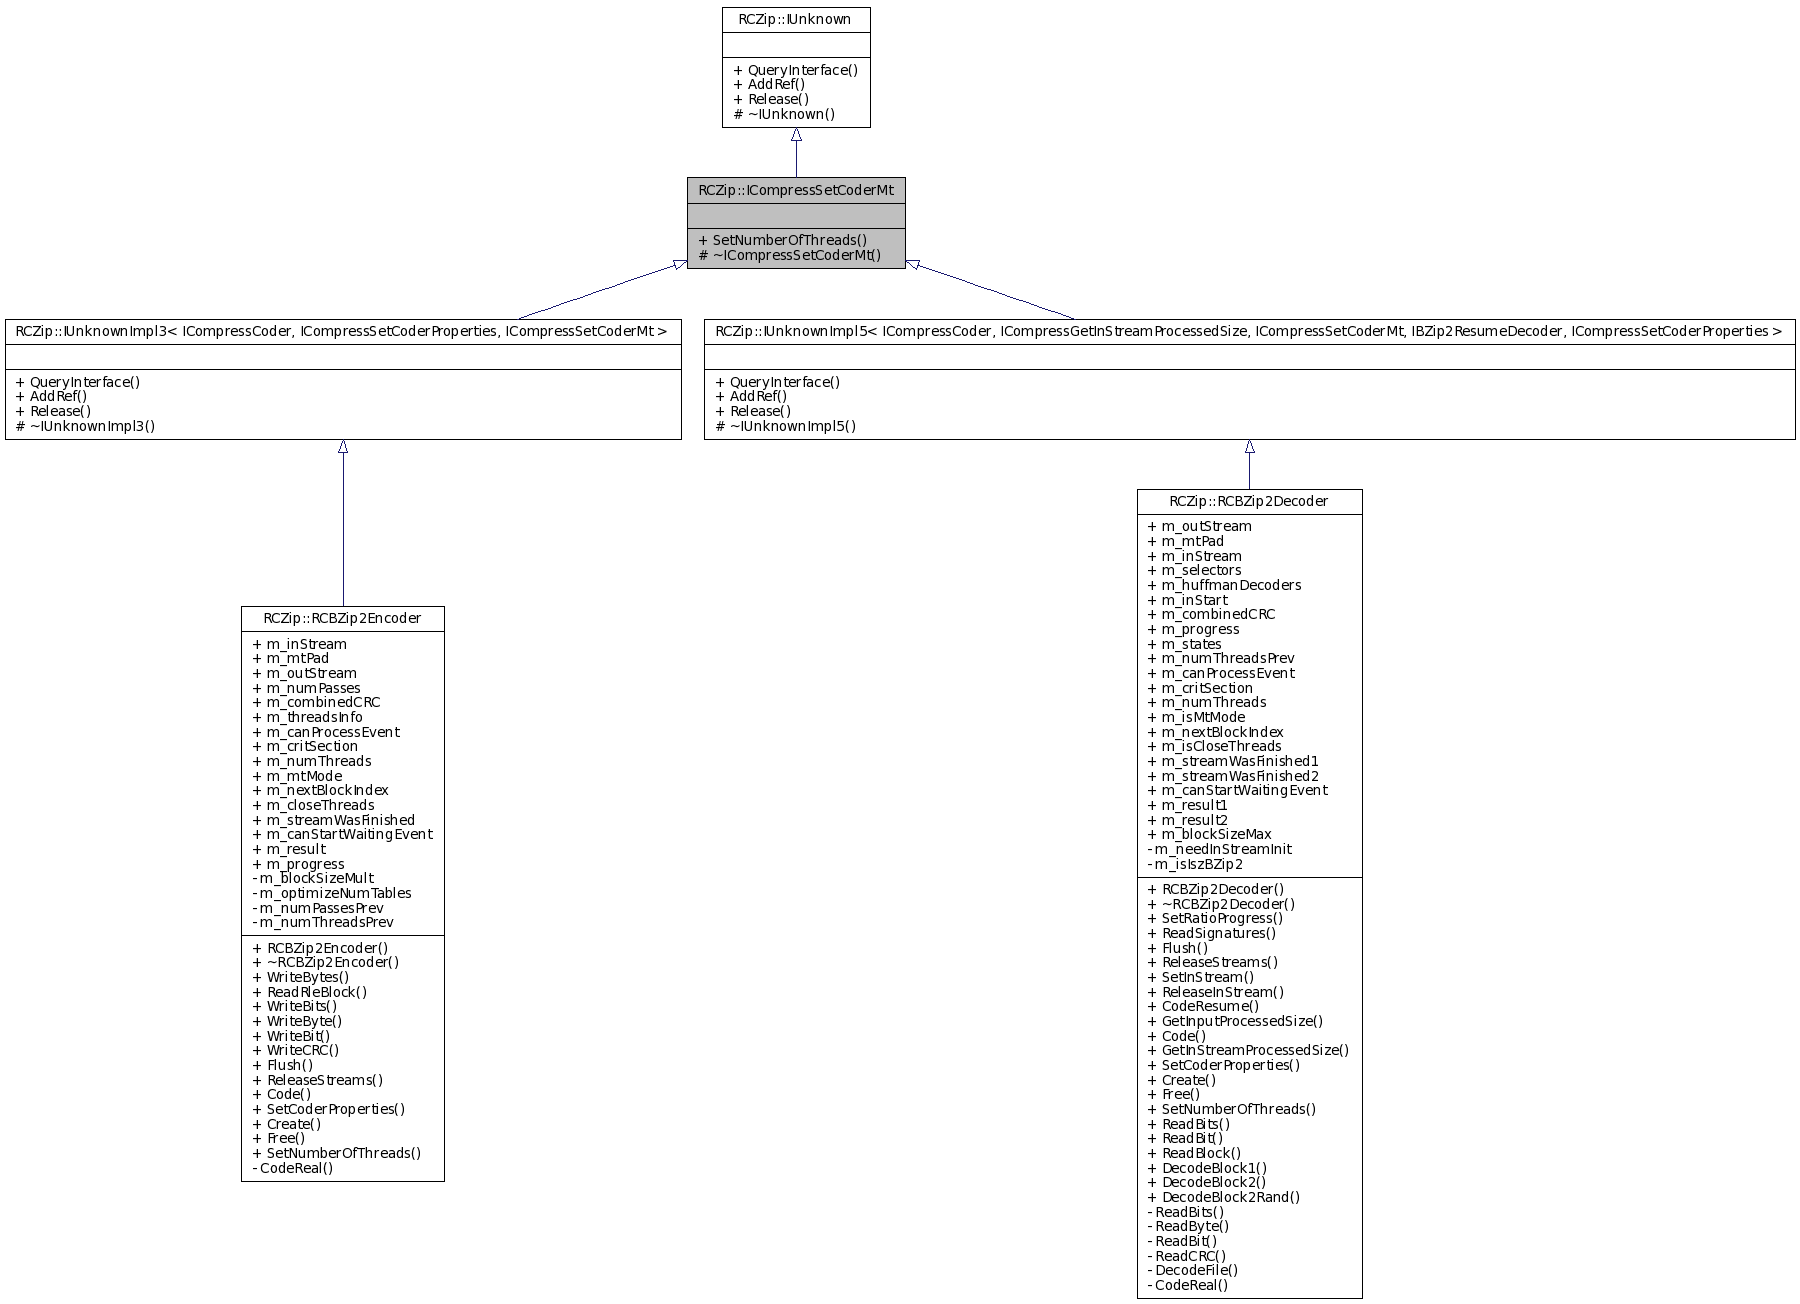 RCZip::IUnknown
+ QueryInterface()
+ AddRef()
+ Release()
# ~IUnknown()
RCZip::ICompressSetCoderMt
+ SetNumberOfThreads()
# ~ICompressSetCoderMt()
RCZip::IUnknownImpl3< ICompressCoder, ICompressSetCoderProperties, ICompressSetCoderMt >
+ QueryInterface()
+ AddRef()
+ Release()
# ~IUnknownImpl3()
RCZip::IUnknownImpl5< ICompressCoder, ICompressGetInStreamProcessedSize, ICompressSetCoderMt, IBZip2ResumeDecoder, ICompressSetCoderProperties >
+ QueryInterface()
+ AddRef()
+ Release()
# ~IUnknownImpl5()
RCZip::RCBZip2Encoder
+ m_inStream
+ m_mtPad
+ m_outStream
+ m_numPasses
+ m_combinedCRC
+ m_threadsInfo
+ m_canProcessEvent
+ m_critSection
+ m_numThreads
+ m_mtMode
+ m_nextBlockIndex
+ m_closeThreads
+ m_streamWasFinished
+ m_canStartWaitingEvent
+ m_result
+ m_progress
- m_blockSizeMult
- m_optimizeNumTables
- m_numPassesPrev
- m_numThreadsPrev
+ RCBZip2Encoder()
+ ~RCBZip2Encoder()
+ WriteBytes()
+ ReadRleBlock()
+ WriteBits()
+ WriteByte()
+ WriteBit()
+ WriteCRC()
+ Flush()
+ ReleaseStreams()
+ Code()
+ SetCoderProperties()
+ Create()
+ Free()
+ SetNumberOfThreads()
- CodeReal()
RCZip::RCBZip2Decoder
+ m_outStream
+ m_mtPad
+ m_inStream
+ m_selectors
+ m_huffmanDecoders
+ m_inStart
+ m_combinedCRC
+ m_progress
+ m_states
+ m_numThreadsPrev
+ m_canProcessEvent
+ m_critSection
+ m_numThreads
+ m_isMtMode
+ m_nextBlockIndex
+ m_isCloseThreads
+ m_streamWasFinished1
+ m_streamWasFinished2
+ m_canStartWaitingEvent
+ m_result1
+ m_result2
+ m_blockSizeMax
- m_needInStreamInit
- m_isIszBZip2
+ RCBZip2Decoder()
+ ~RCBZip2Decoder()
+ SetRatioProgress()
+ ReadSignatures()
+ Flush()
+ ReleaseStreams()
+ SetInStream()
+ ReleaseInStream()
+ CodeResume()
+ GetInputProcessedSize()
+ Code()
+ GetInStreamProcessedSize()
+ SetCoderProperties()
+ Create()
+ Free()
+ SetNumberOfThreads()
+ ReadBits()
+ ReadBit()
+ ReadBlock()
+ DecodeBlock1()
+ DecodeBlock2()
+ DecodeBlock2Rand()
- ReadBits()
- ReadByte()
- ReadBit()
- ReadCRC()
- DecodeFile()
- CodeReal()